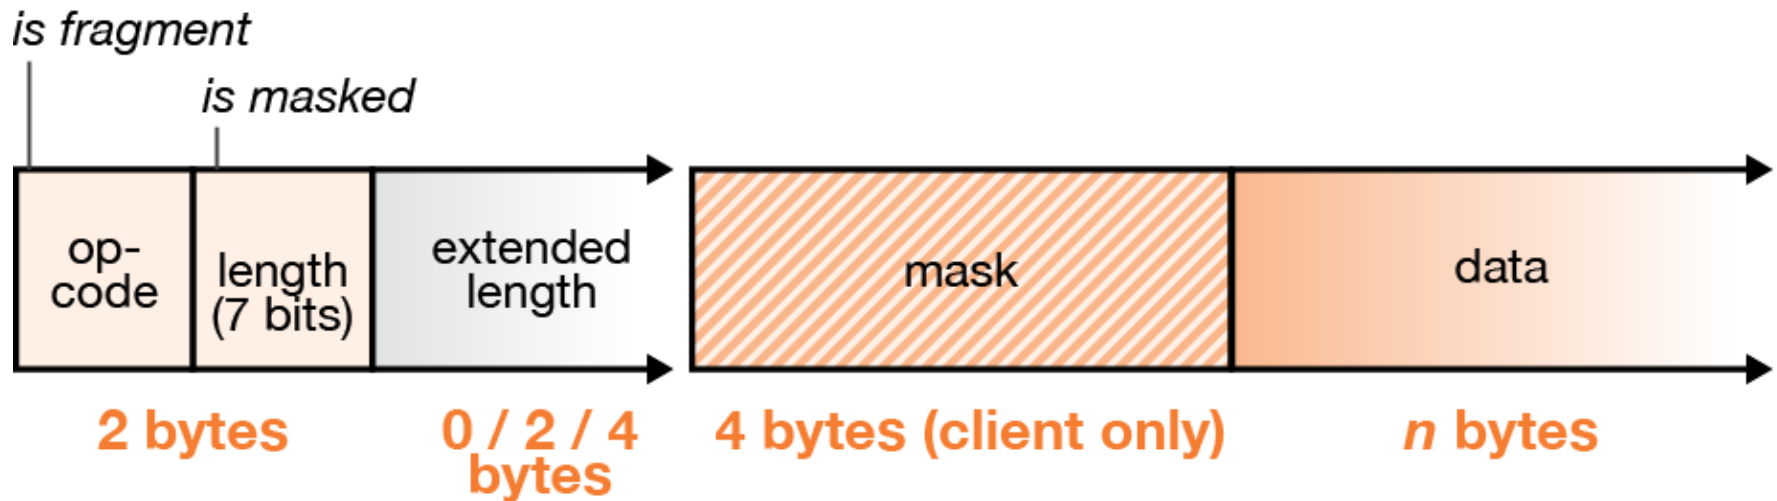 is fragment
is masked
op-
code
length
(7 bits)
extended
length
mask
data
2 bytes
0 / 2 / 4
bytes
4 bytes (client only)
n bytes